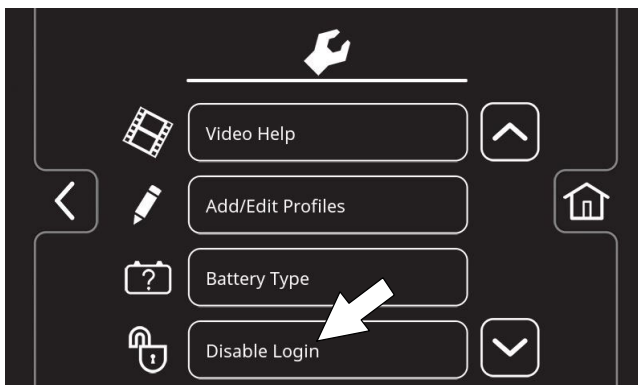 Video Help
Add/Edit Profiles
Battery Type
?
Disable Login